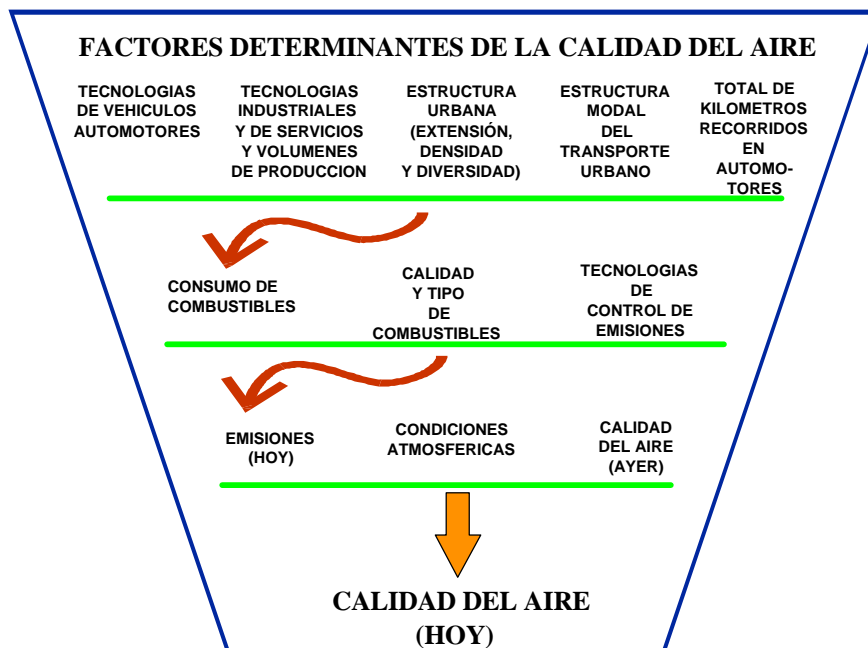 FACTORES DETERMINANTES DE LA CALIDAD DEL AIRE
TECNOLOGIAS
DE VEHICULOS
AUTOMOTORES
TECNOLOGIAS
INDUSTRIALES
Y DE SERVICIOS
Y VOLUMENES
DE PRODUCCION
ESTRUCTURA
URBANA
(EXTENSIÓN,
DENSIDAD
Y DIVERSIDAD)
ESTRUCTURA
MODAL
DEL
TRANSPORTE
URBANO
TOTAL DE
KILOMETROS
RECORRIDOS
EN
AUTOMO-
TORES
CONSUMO DE
COMBUSTIBLES
CALIDAD
Y TIPO
DE
COMBUSTIBLES
TECNOLOGIAS
DE
CONTROL DE
EMISIONES
EMISIONES
(HOY)
CONDICIONES
ATMOSFERICAS
CALIDAD
DEL AIRE
(AYER)
CALIDAD DEL AIRE
(HOY)